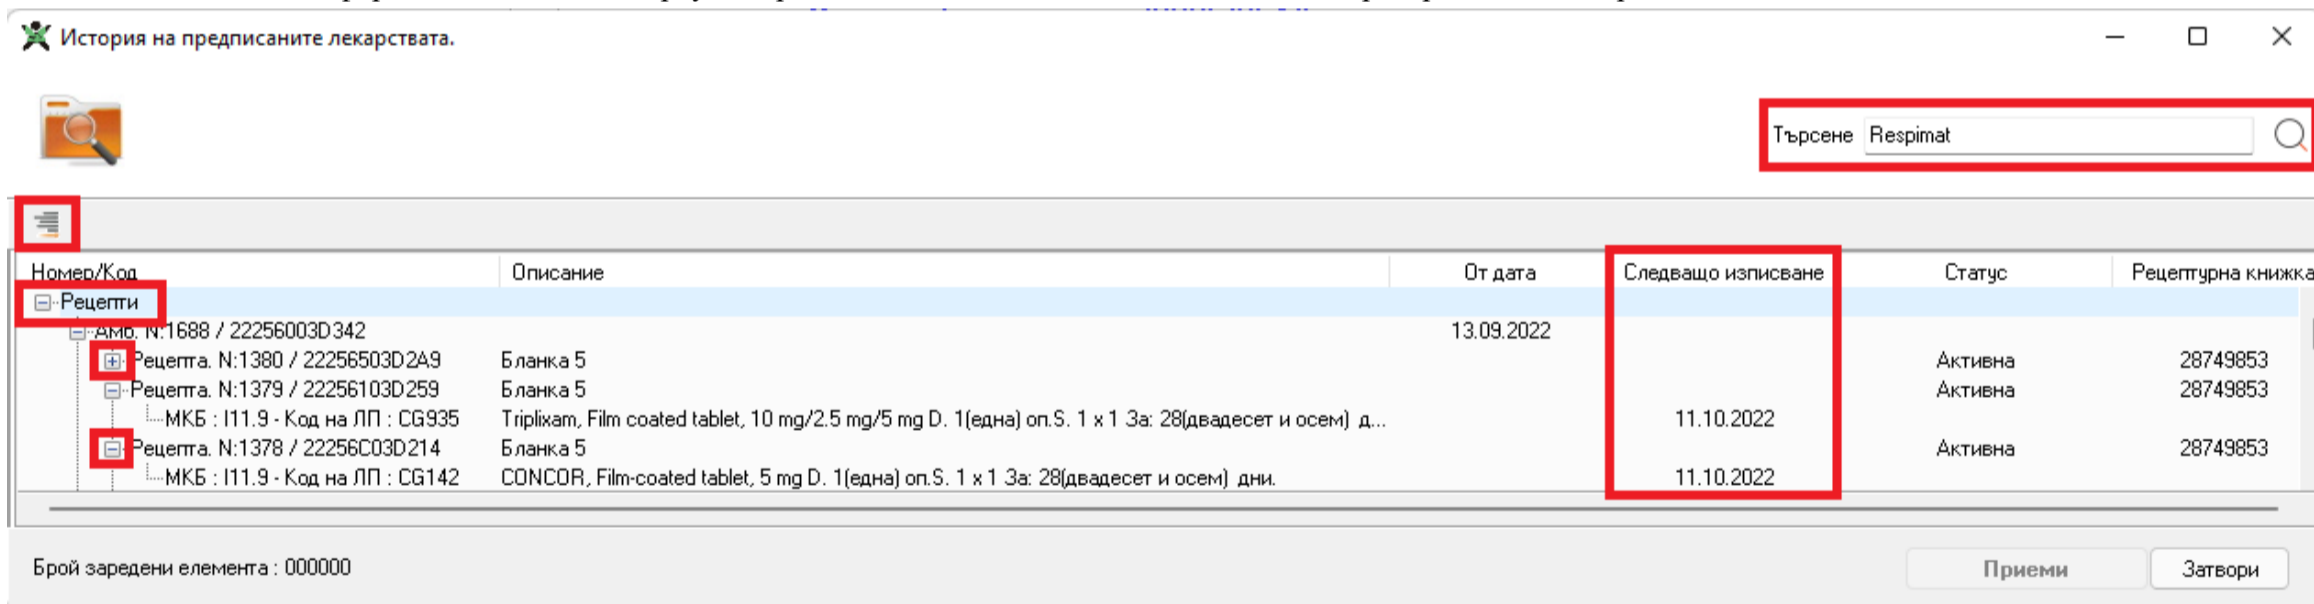 История на предписаните лекарствата.
Търсене Respimat
Номер/Код Описание От дата Следващо изписване Статус Рецептурна книжка
Рецепти
Амб. N:1688 / 22256003D342 13.09.2022
Рецепта. N:1380 / 22256503D2A9 Бланка 5 Активна 28749853
Рецепта. N:1379 / 22256103D259 Бланка 5 Активна 28749853
МКБ : I11.9 - Код на ЛП : CG935 Triplixam, Film coated tablet, 10 mg/2.5 mg/5 mg D. 1(една) оп.S. 1 x 1 За: 28(двадесет и осем) д... 11.10.2022
Рецепта. N:1378 / 22256C03D214 Бланка 5 Активна 28749853
МКБ : I11.9 - Код на ЛП : CG142 CONCOR, Film-coated tablet, 5 mg D. 1(една) оп.S. 1 x 1 За: 28(двадесет и осем) дни. 11.10.2022
Брой заредени елемента : 000000 Приеми Затвори